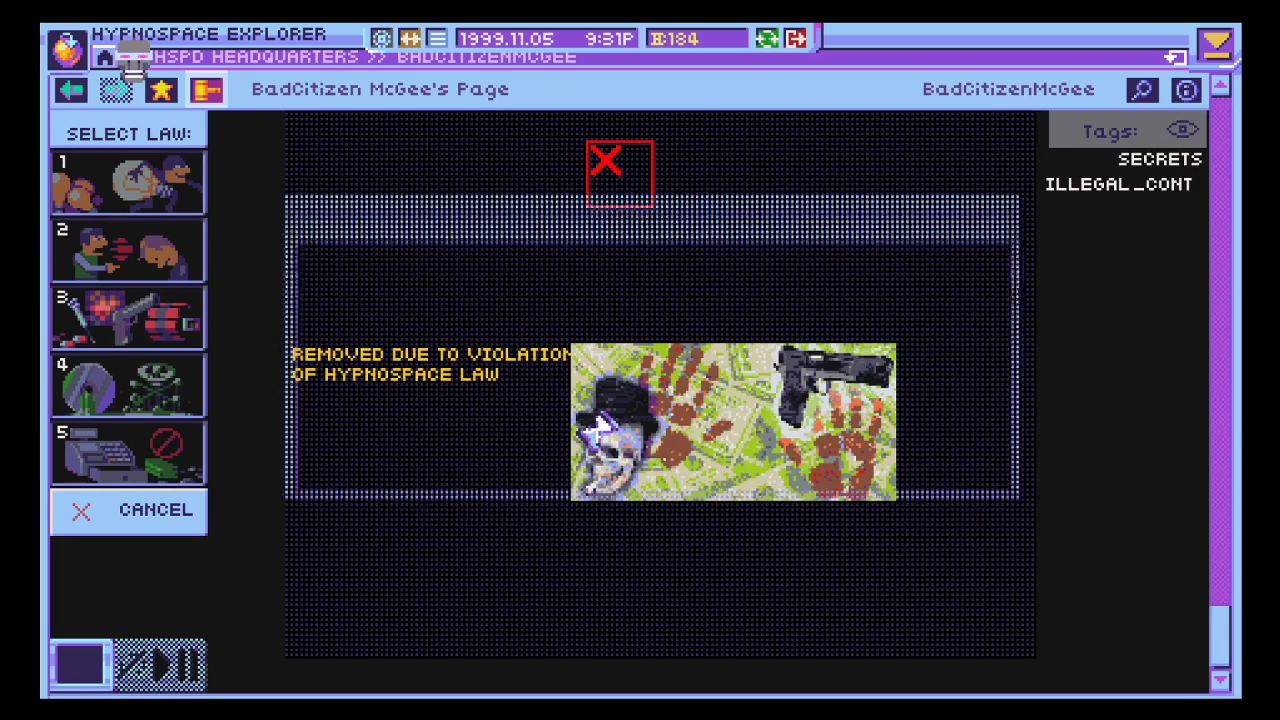 HYPNOSPACE EXPLORER
1999.11.05 9:31P
184
HSPD HEADQUARTERS >> BADCITIZENMCGEE
BadCitizen McGee's Page
BadCitizenMcGee
SELECT LAW:
Tags:
SECRETS
ILLEGAL_CONT
1
2
3
4
5
REMOVED DUE TO VIOLATION
OF HYPNOSPACE LAW
CANCEL